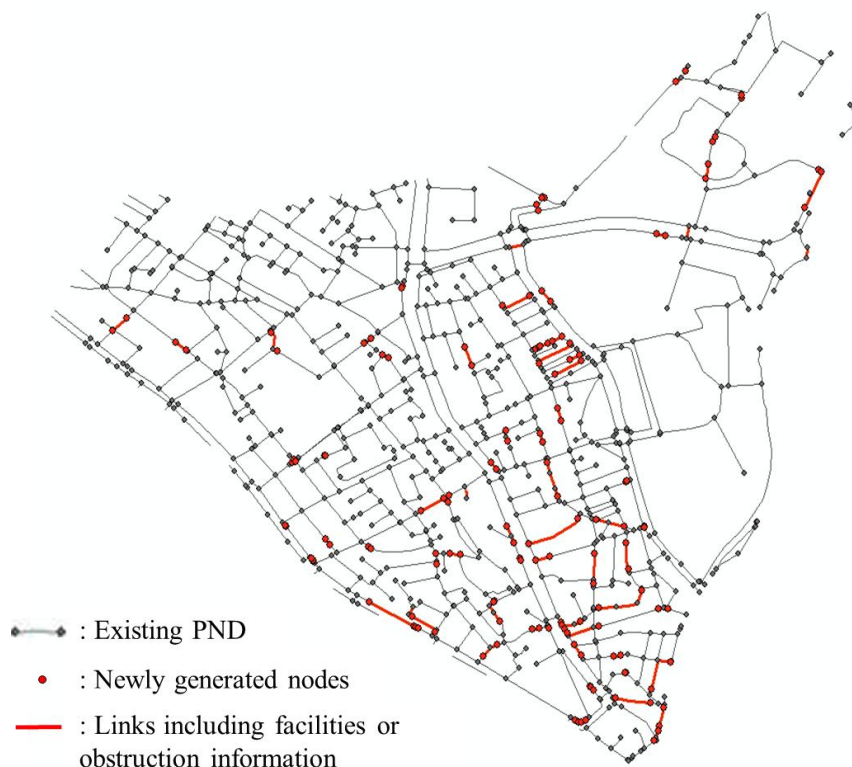 : Existing PND
: Newly generated nodes
: Links including facilities or
obstruction information